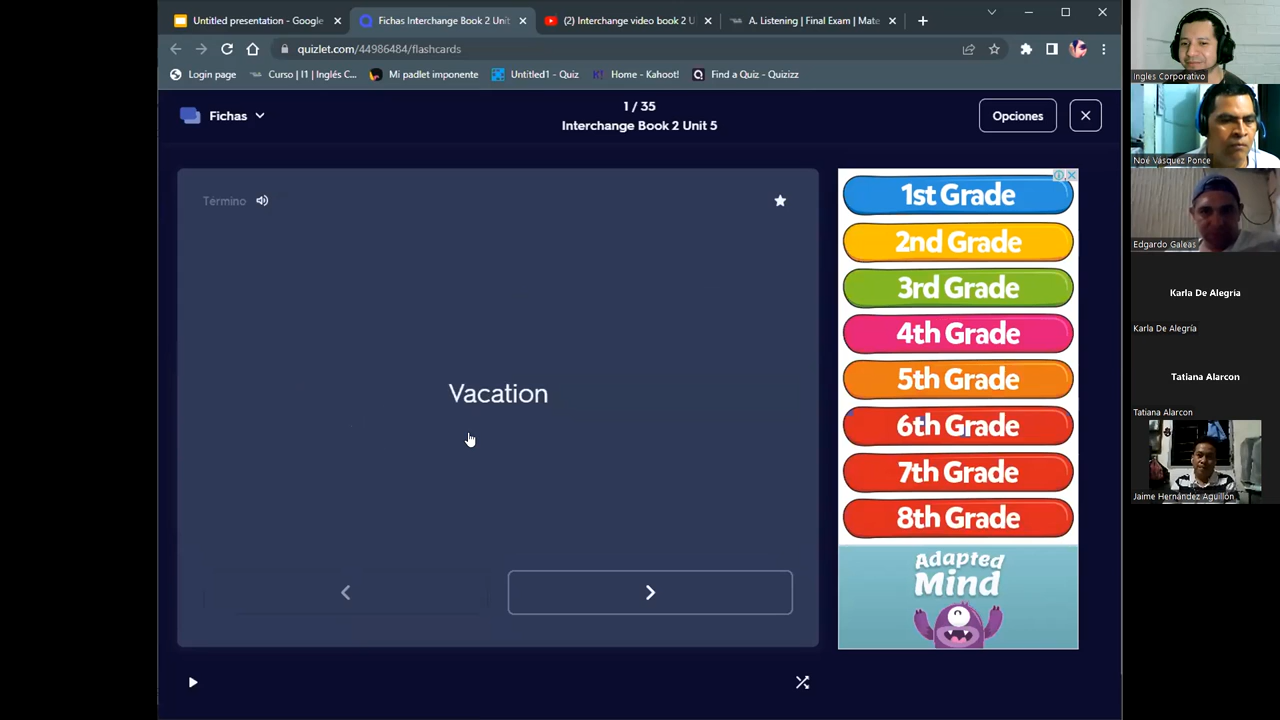 Untitled presentation - Google
Fichas Interchange Book 2 Unit
(2) Interchange video book 2 U
A. Listening | Final Exam | Mate
quizlet.com/44986484/flashcards
Login page
Curso | I1 | Inglés C...
Mi padlet imponente
Untitled1 - Quiz
Home - Kahoot!
Find a Quiz - Quizizz
Fichas
1 / 35
Interchange Book 2 Unit 5
Opciones
Término
Vacation
1st Grade
2nd Grade
3rd Grade
4th Grade
5th Grade
6th Grade
7th Grade
8th Grade
Adapted
Mind
Ingles Corporativo
Noé Vásquez Ponce
Edgardo Galeas
Karla De Alegria
Karla De Alegría
Tatiana Alarcon
Tatiana Alarcon
Jaime Hernández Aguillón